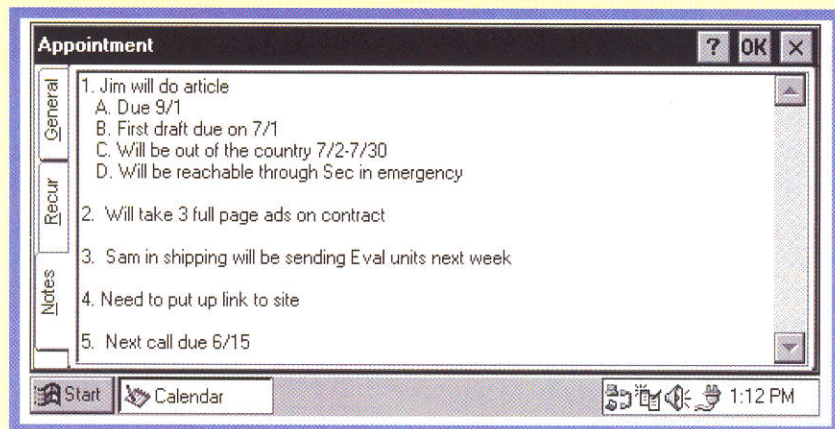 Appointment ? OK ×
General
Recur
Notes
1. Jim will do article
A. Due 9/1
B. First draft due on 7/1
C. Will be out of the country 7/2-7/30
D. Will be reachable through Sec in emergency
2. Will take 3 full page ads on contract
3. Sam in shipping will be sending Eval units next week
4. Need to put up link to site
5. Next call due 6/15
Start Calendar 1:12 PM